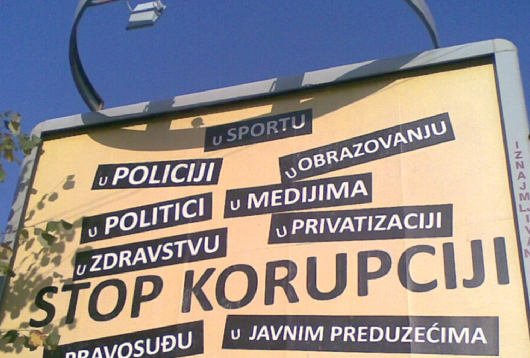 U SPORTU
U OBRAZOVANJU
U POLICIJI
U MEDIJIMA
U POLITICI
U PRIVATIZACIJI
U ZDRAVSTVU
STOP KORUPCIJI
PRAVOSUĐU
U JAVNIM PREDUZEĆIMA